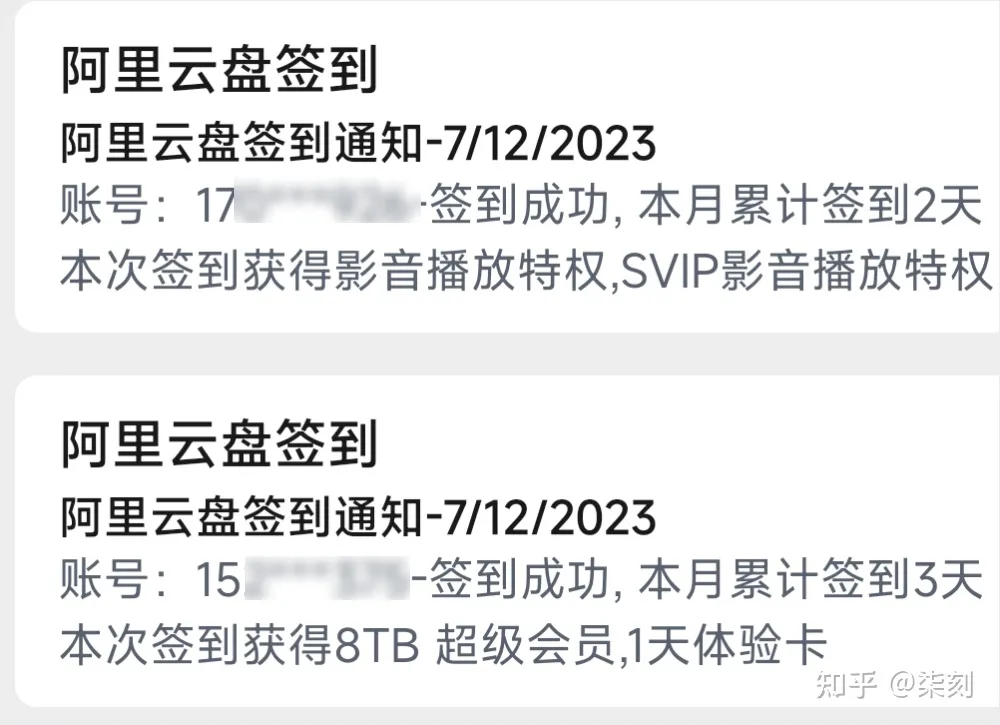 阿里云盘签到
阿里云盘签到通知-7/12/2023
账号：17 -签到成功, 本月累计签到2天
本次签到获得影音播放特权,SVIP影音播放特权
阿里云盘签到
阿里云盘签到通知-7/12/2023
账号：15 -签到成功, 本月累计签到3天
本次签到获得8TB 超级会员,1天体验卡
知乎 @柒刻